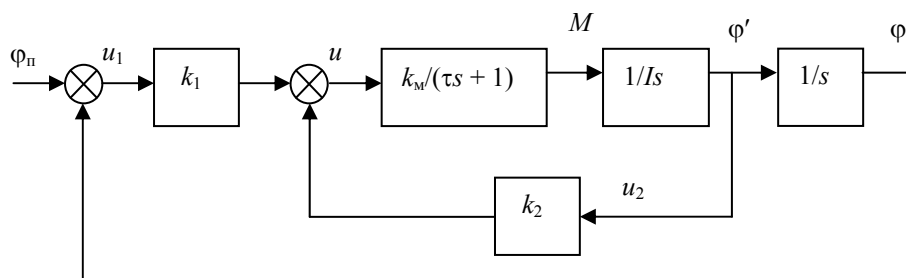 M
φп u₁ u φ′ φ
k₁ kм/(τs + 1) 1/Is 1/s
k₂ u₂